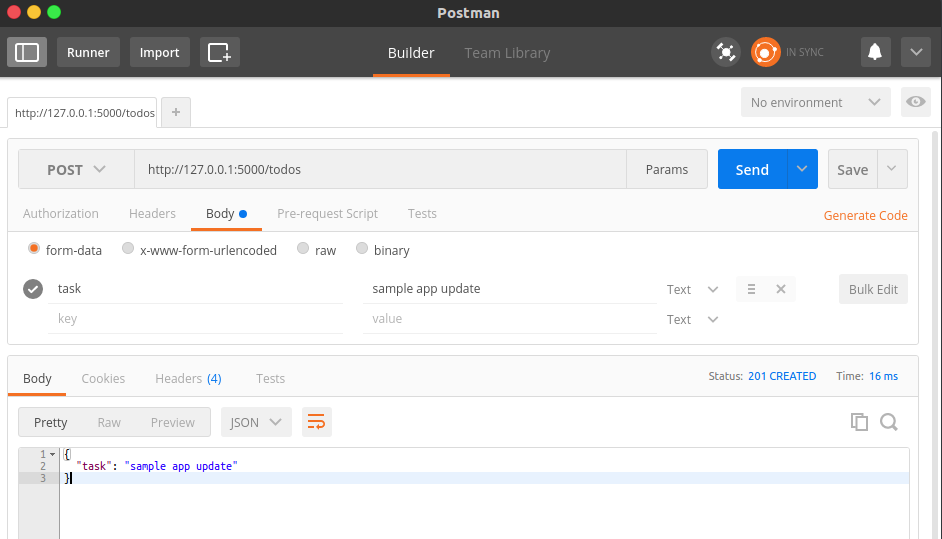 Postman
Runner Import Builder Team Library IN SYNC
http://127.0.0.1:5000/todos + No environment
POST http://127.0.0.1:5000/todos Params Send Save
Authorization Headers Body Pre-request Script Tests Generate Code
form-data x-www-form-urlencoded raw binary
task sample app update Text Bulk Edit
key value Text
Body Cookies Headers (4) Tests Status: 201 CREATED Time: 16 ms
Pretty Raw Preview JSON
1 {
2 "task": "sample app update"
3 }